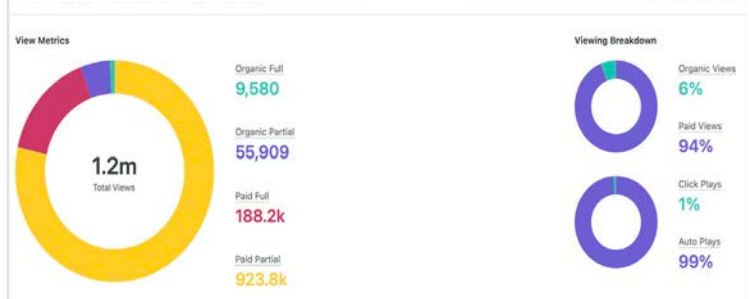 View Metrics
1.2m
Total Views
Organic Full
9,580
Organic Partial
55,909
Paid Full
188.2k
Paid Partial
923.8k
Viewing Breakdown
Organic Views
6%
Paid Views
94%
Click Plays
1%
Auto Plays
99%